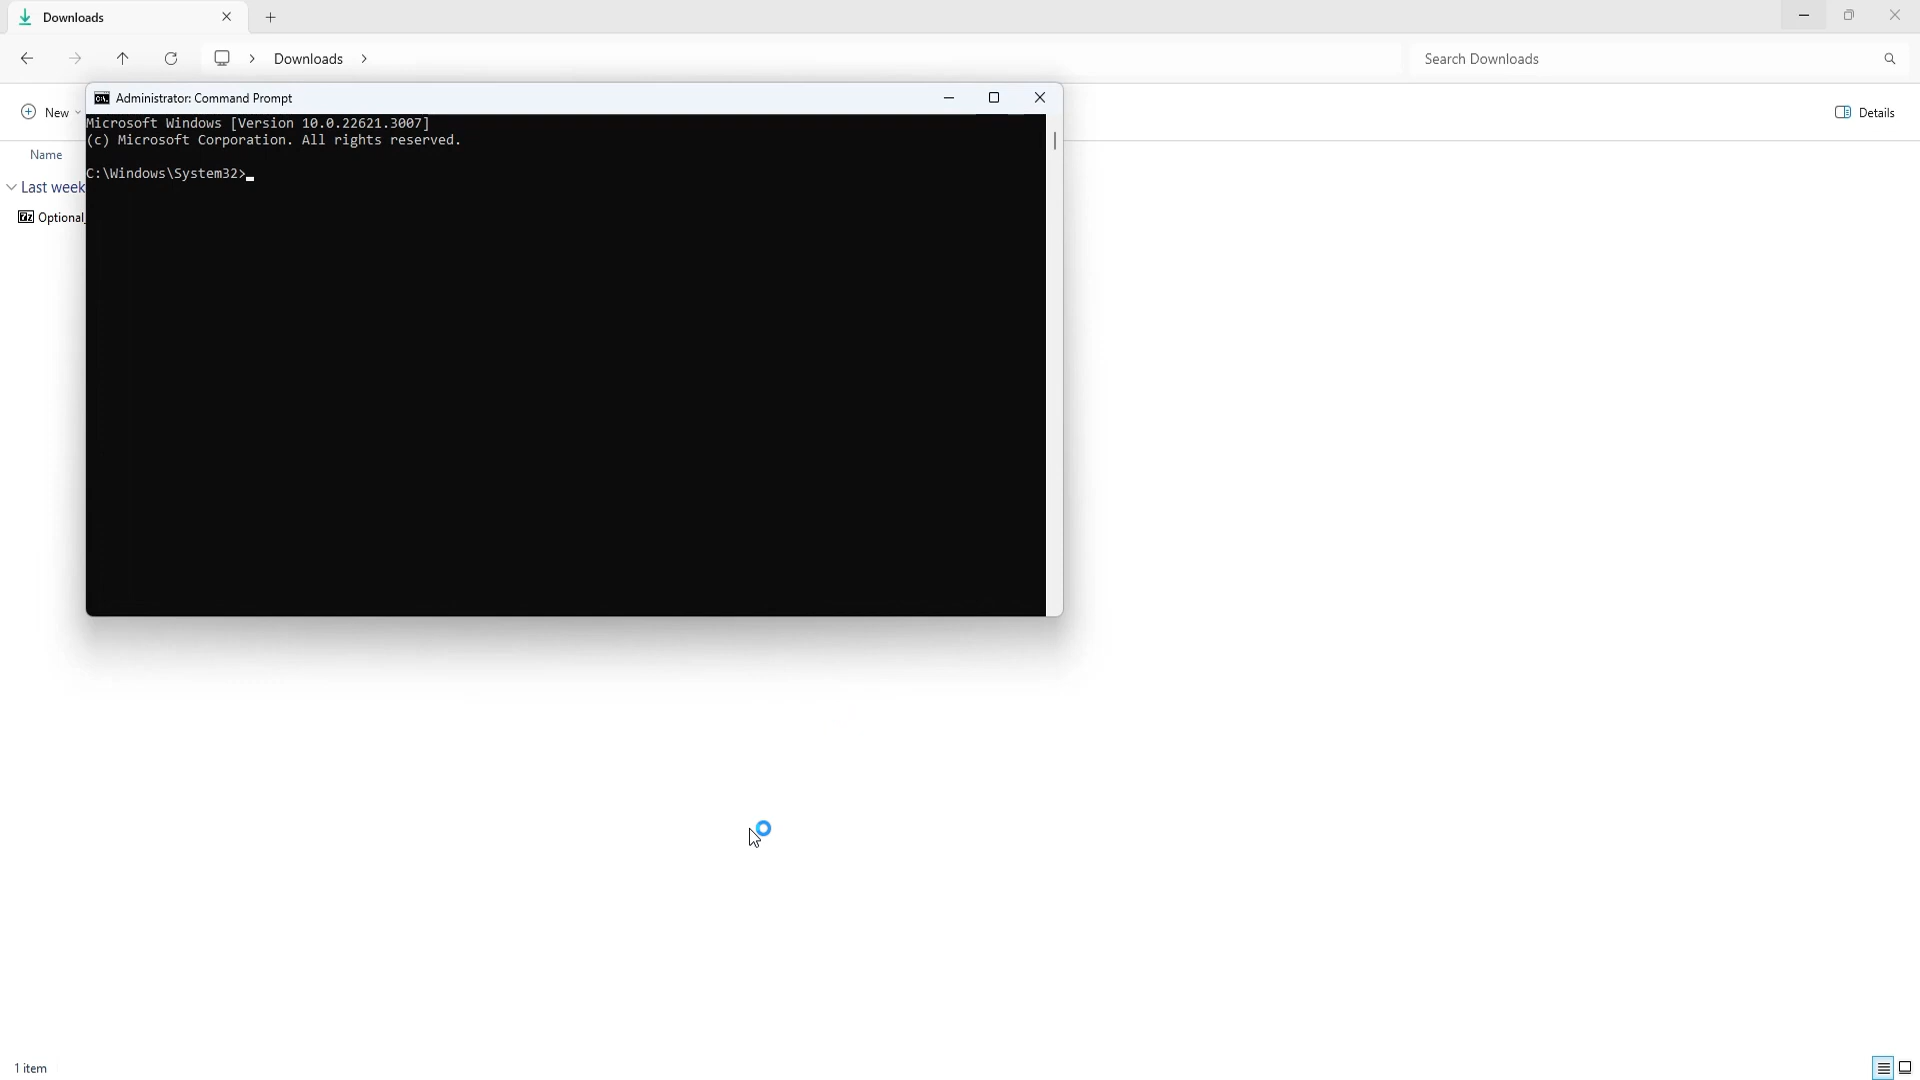 Downloads
Downloads
Search Downloads
New
Details
Administrator: Command Prompt
Microsoft Windows [Version 10.0.22621.3007]
(c) Microsoft Corporation. All rights reserved.
C:\Windows\System32>
Name
Last week
Optional
1 item